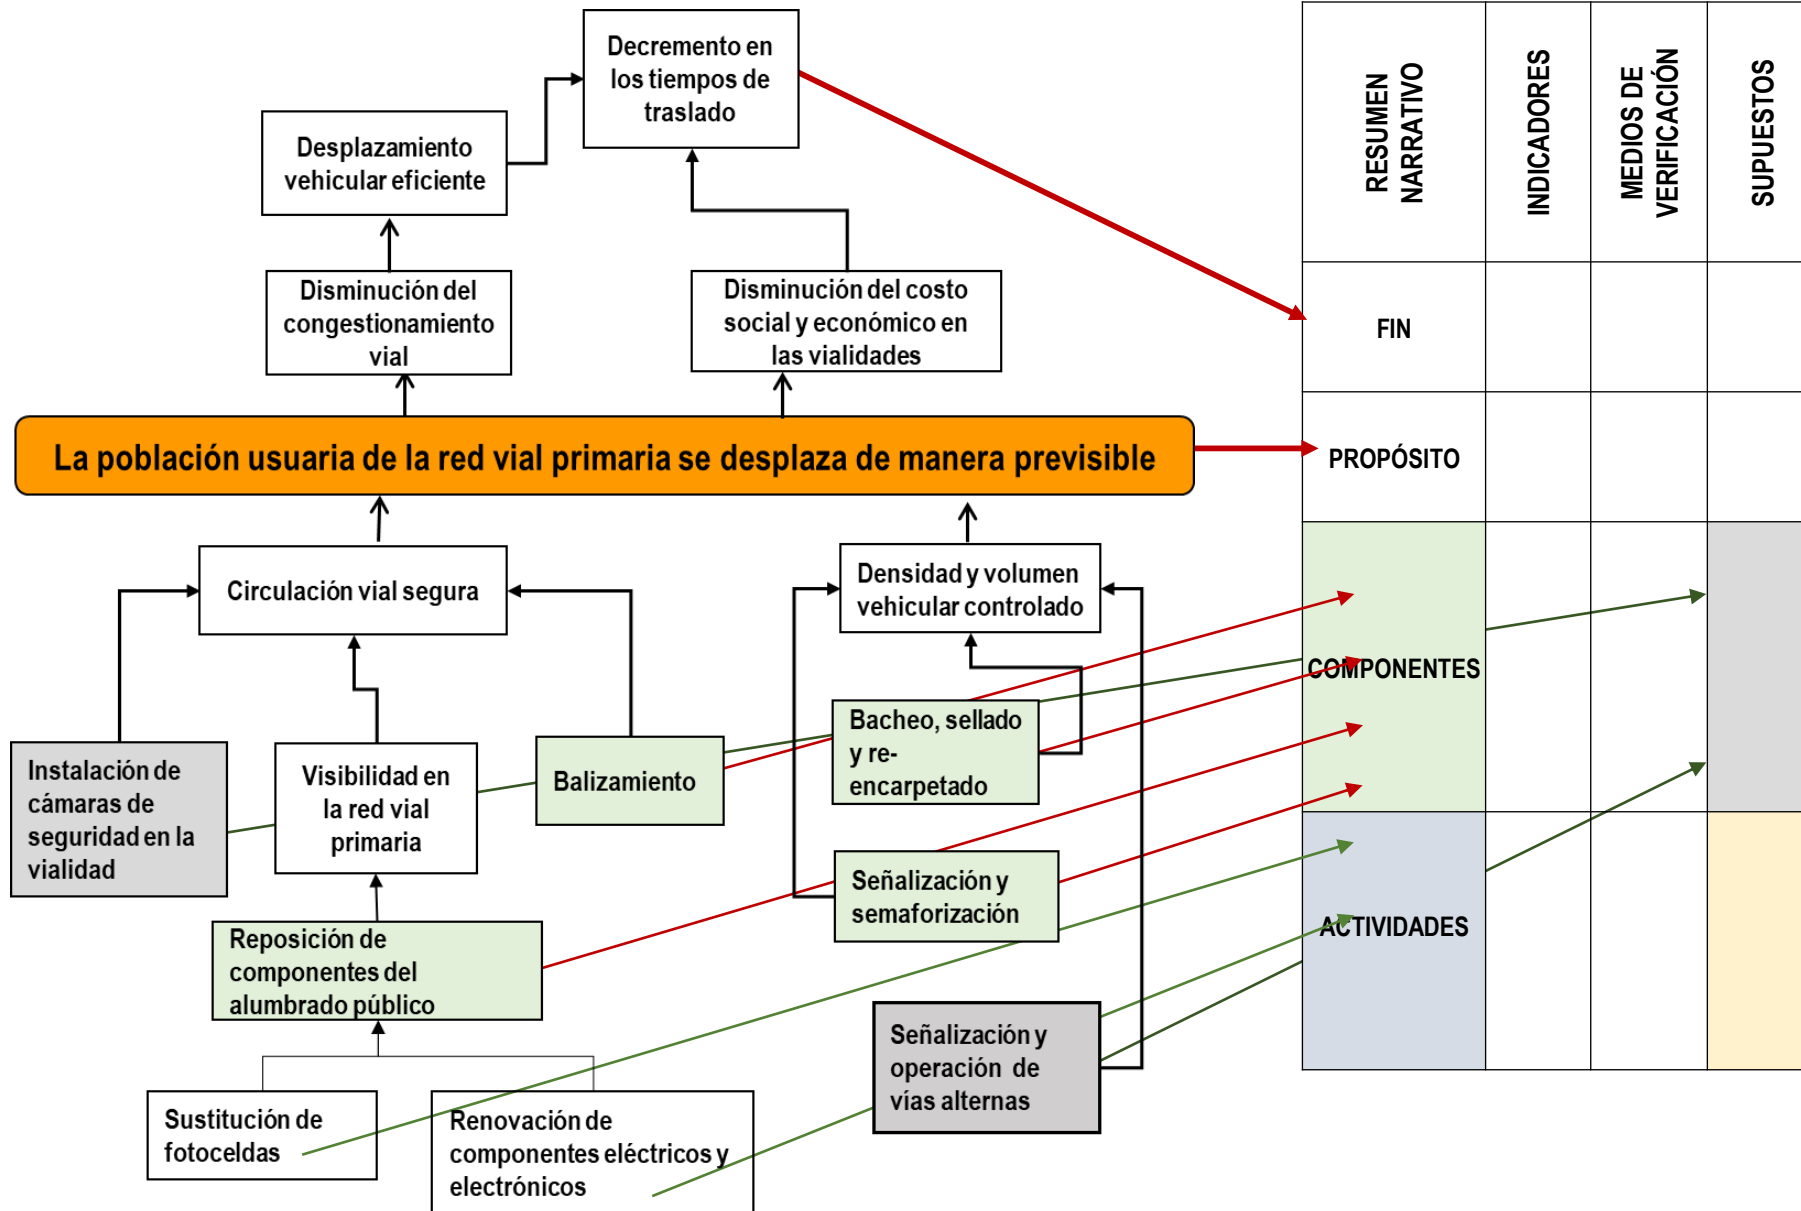 Decremento en
los tiempos de
traslado
Desplazamiento
vehicular eficiente
Disminución del
congestionamiento
vial
Disminución del costo
social y económico en
las vialidades
La población usuaria de la red vial primaria se desplaza de manera previsible
Circulación vial segura
Densidad y volumen
vehicular controlado
Instalación de
cámaras de
seguridad en la
vialidad
Visibilidad en
la red vial
primaria
Balizamiento
Bacheo, sellado
y re-
encarpetado
Señalización y
semaforización
Reposición de
componentes del
alumbrado público
Señalización y
operación de
vías alternas
Sustitución de
fotoceldas
Renovación de
componentes eléctricos y
electrónicos
RESUMEN
NARRATIVO
INDICADORES
MEDIOS DE
VERIFICACIÓN
SUPUESTOS
FIN
PROPÓSITO
COMPONENTES
ACTIVIDADES